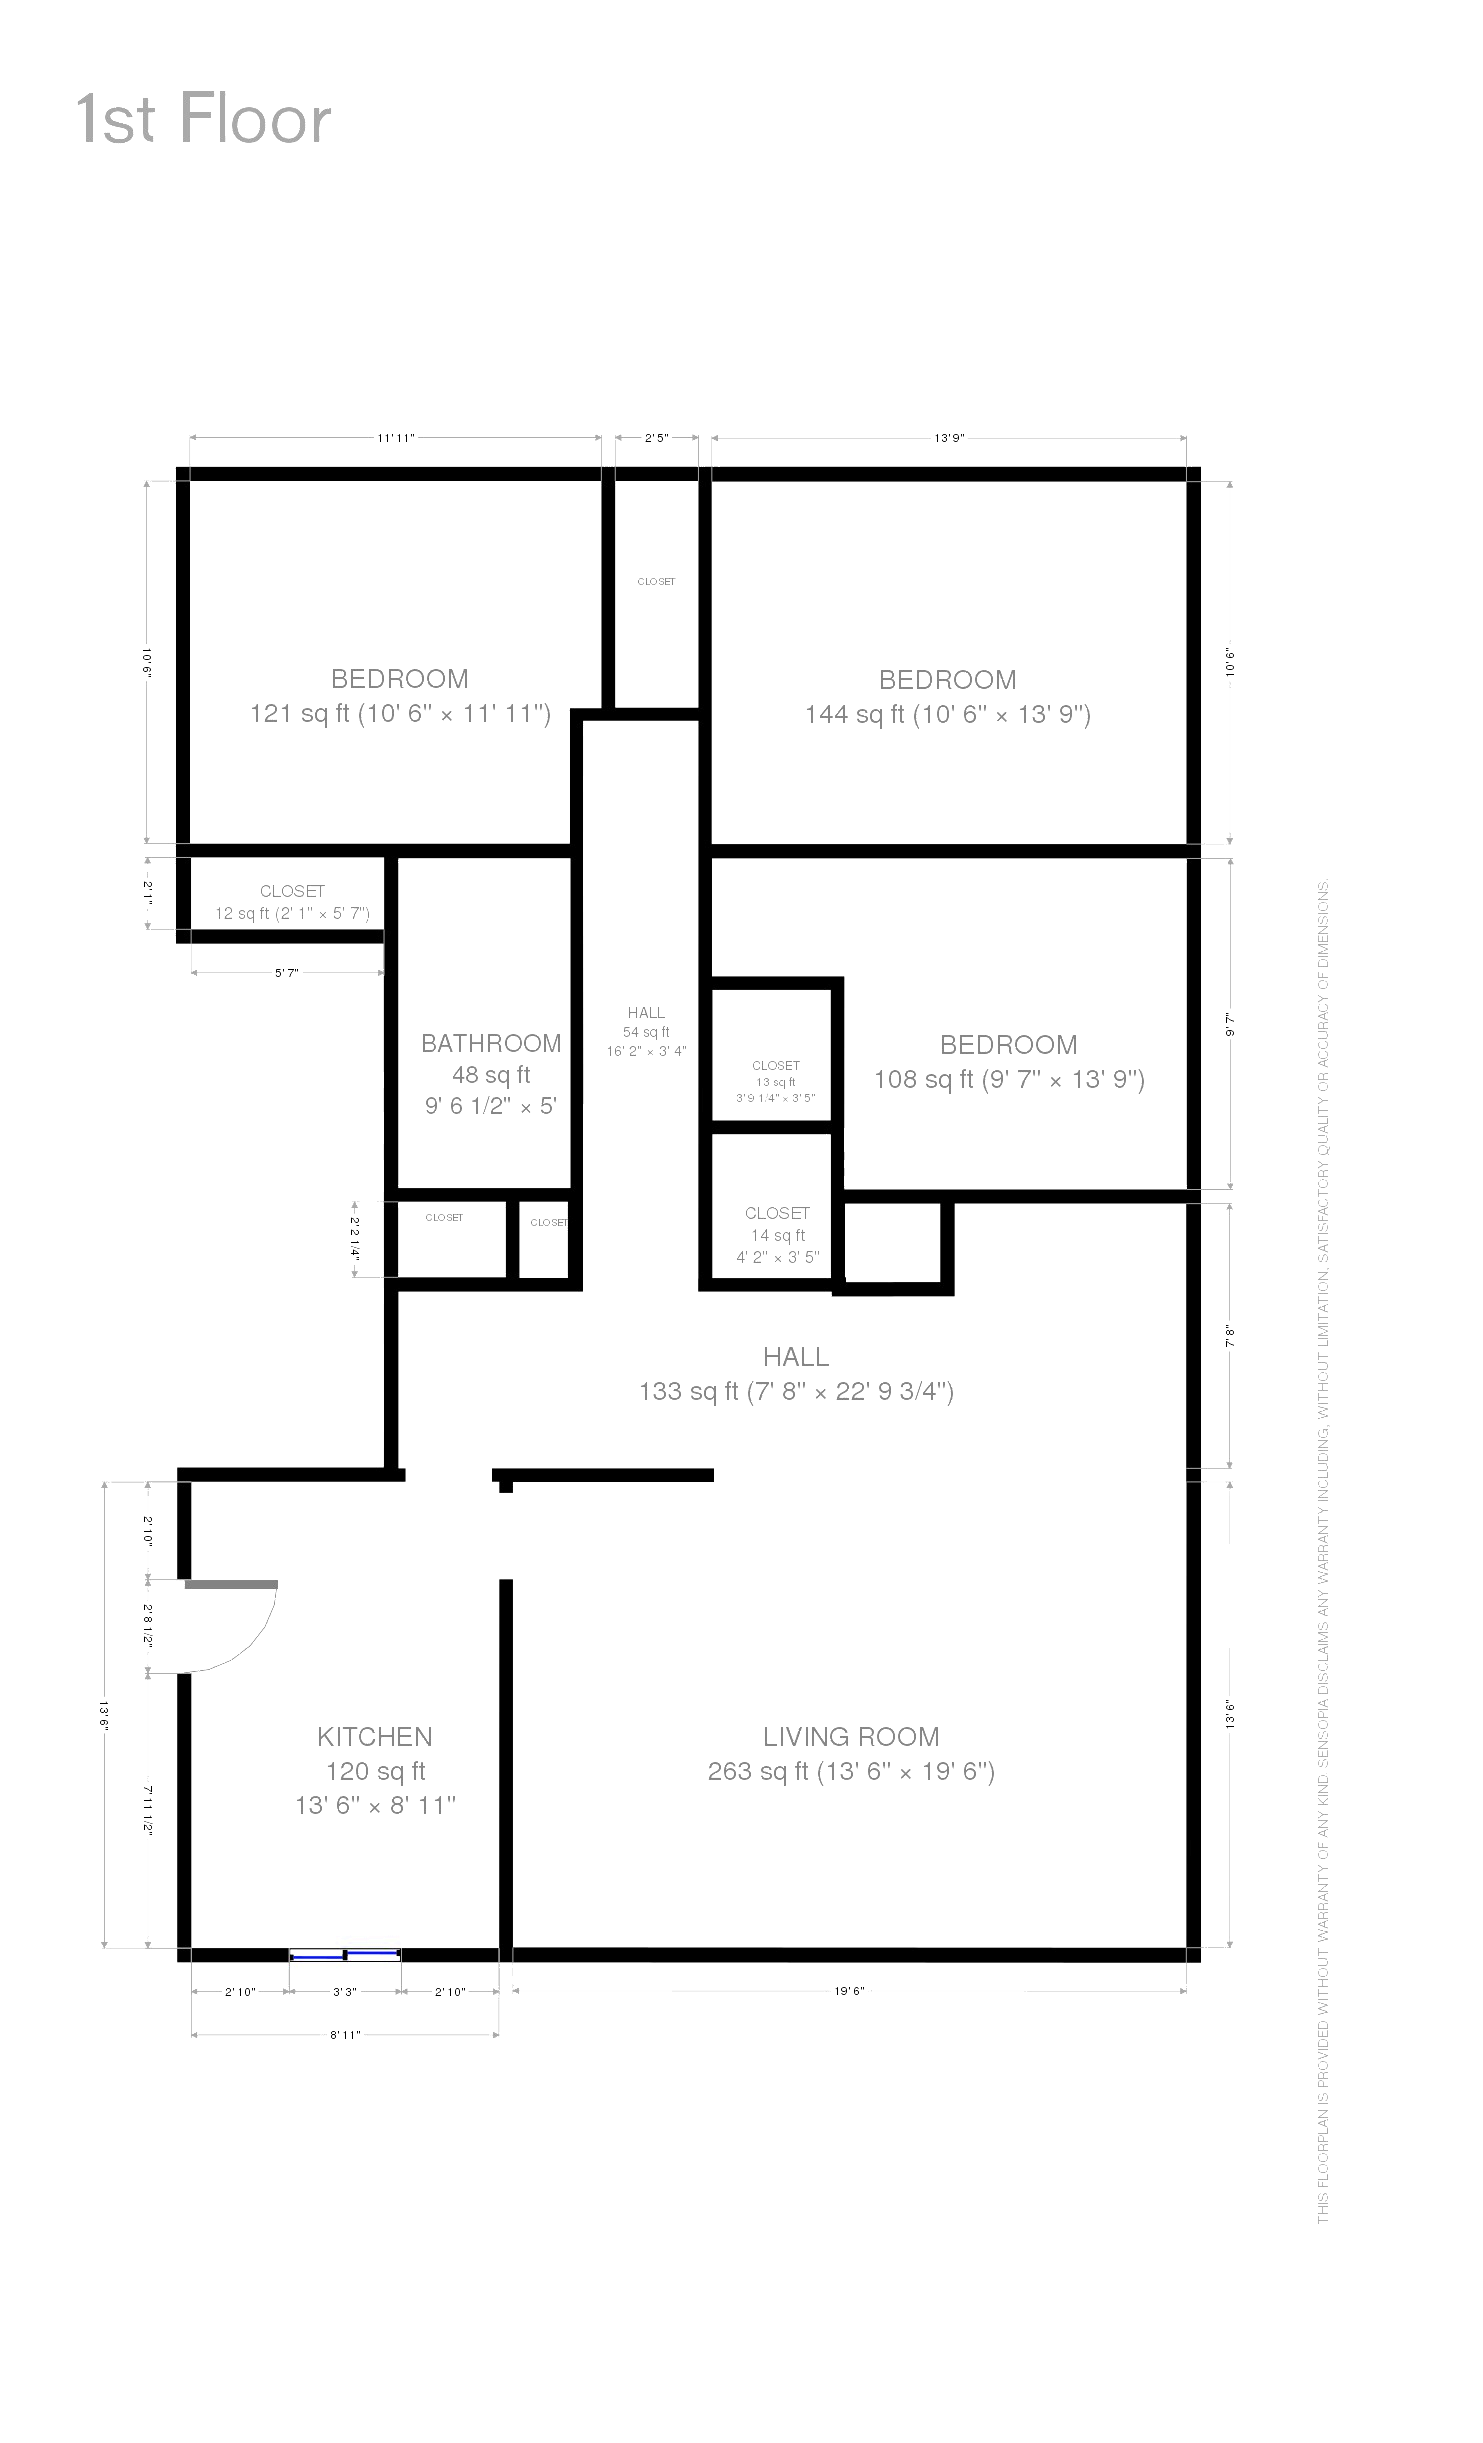 1st Floor
11' 11"
2' 5"
13' 9"
10' 6"
10' 6"
CLOSET
BEDROOM
121 sq ft (10' 6" × 11' 11")
BEDROOM
144 sq ft (10' 6" × 13' 9")
2' 1"
CLOSET
12 sq ft (2' 1" × 5' 7")
5' 7"
BATHROOM
48 sq ft
9' 6 1/2" × 5'
HALL
54 sq ft
16' 2" × 3' 4"
CLOSET
13 sq ft
3' 9 1/4" × 3' 5"
BEDROOM
108 sq ft (9' 7" × 13' 9")
9' 7"
2' 2 1/4"
CLOSET
CLOSET
CLOSET
14 sq ft
4' 2" × 3' 5"
7' 8"
HALL
133 sq ft (7' 8" × 22' 9 3/4")
2' 10"
2' 8 1/2"
13' 6"
7' 11 1/2"
KITCHEN
120 sq ft
13' 6" × 8' 11"
LIVING ROOM
263 sq ft (13' 6" × 19' 6")
13' 6"
2' 10"
3' 3"
2' 10"
19' 6"
8' 11"
THIS FLOORPLAN IS PROVIDED WITHOUT WARRANTY OF ANY KIND. SENSOPIA DISCLAIMS ANY WARRANTY INCLUDING, WITHOUT LIMITATION, SATISFACTORY QUALITY OR ACCURACY OF DIMENSIONS.